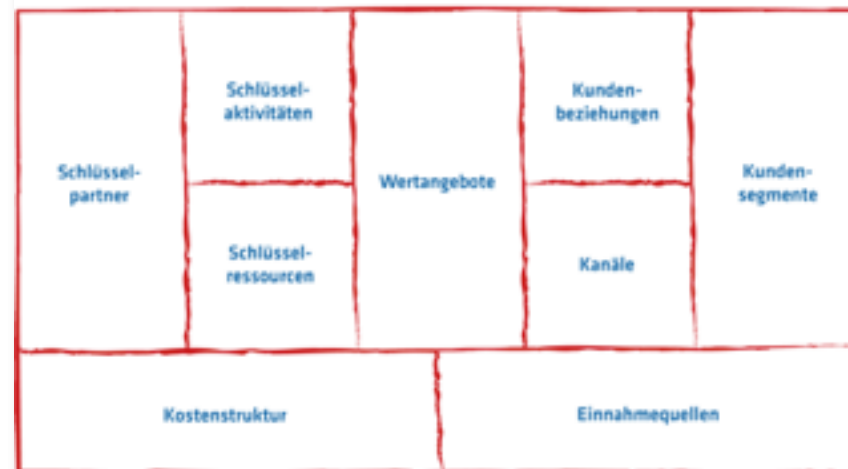 Schlüssel-
partner
Schlüssel-
aktivitäten
Schlüssel-
ressourcen
Wertangebote
Kunden-
beziehungen
Kanäle
Kunden-
segmente
Kostenstruktur
Einnahmequellen